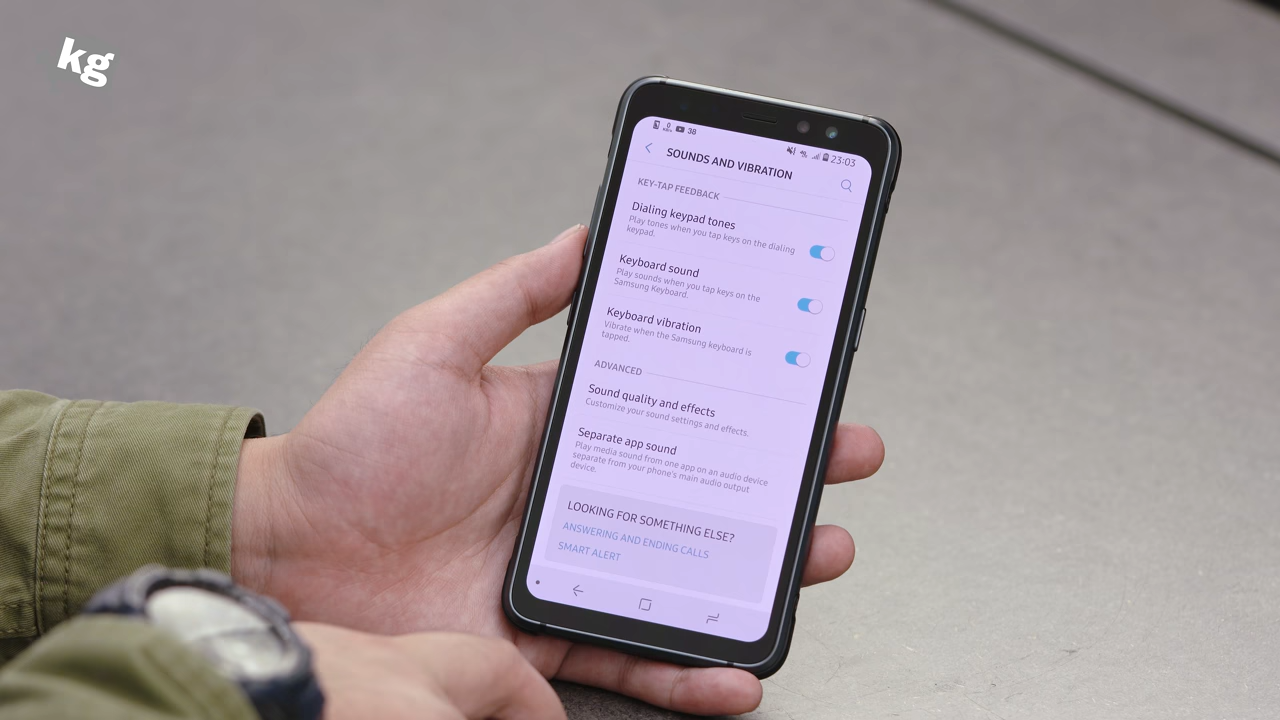 kg
38
23:03
SOUNDS AND VIBRATION
KEY-TAP FEEDBACK
Dialing keypad tones
Play tones when you tap keys on the dialing
keypad.
Keyboard sound
Play sounds when you tap keys on the
Samsung Keyboard.
Keyboard vibration
Vibrate when the Samsung keyboard is
tapped.
ADVANCED
Sound quality and effects
Customize your sound settings and effects.
Separate app sound
Play media sound from one app on an audio device
separate from your phone's main audio output
device.
LOOKING FOR SOMETHING ELSE?
ANSWERING AND ENDING CALLS
SMART ALERT